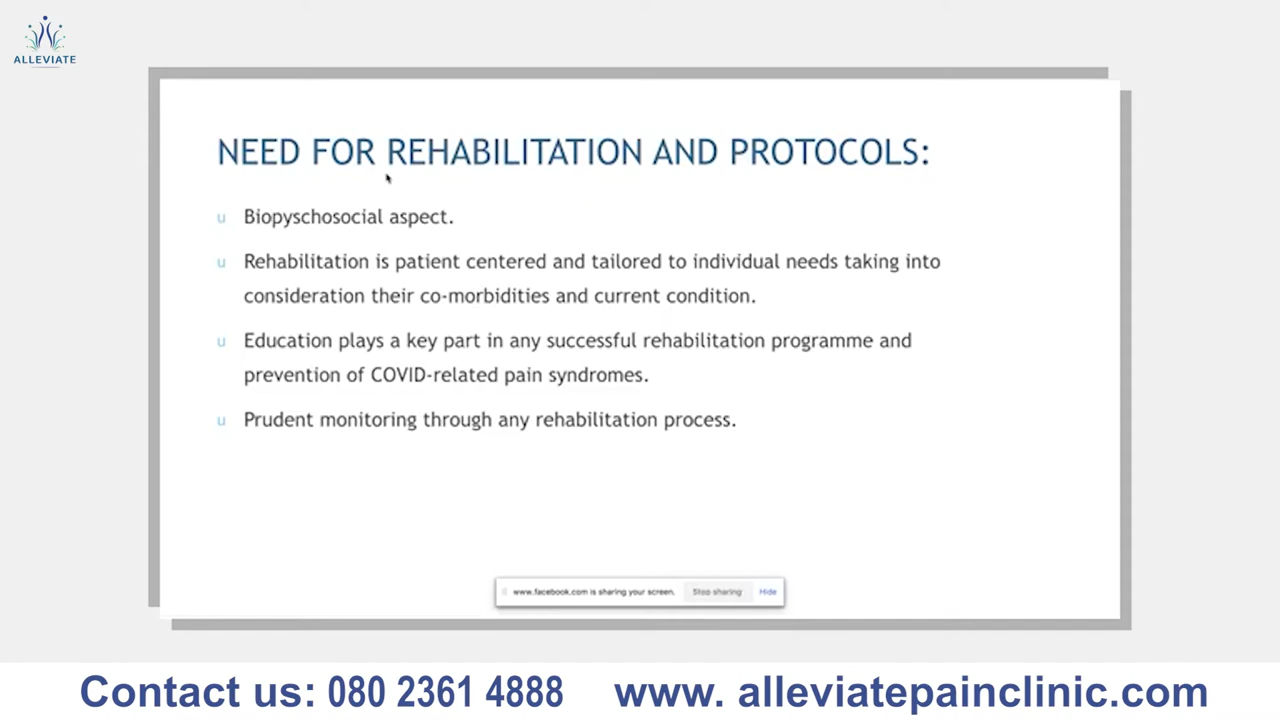 ALLEVIATE
NEED FOR REHABILITATION AND PROTOCOLS:
u Biopyschosocial aspect.
u Rehabilitation is patient centered and tailored to individual needs taking into
consideration their co-morbidities and current condition.
u Education plays a key part in any successful rehabilitation programme and
prevention of COVID-related pain syndromes.
u Prudent monitoring through any rehabilitation process.
www.facebook.com is sharing your screen. Stop sharing Hide
Contact us: 080 2361 4888 www. alleviatepainclinic.com